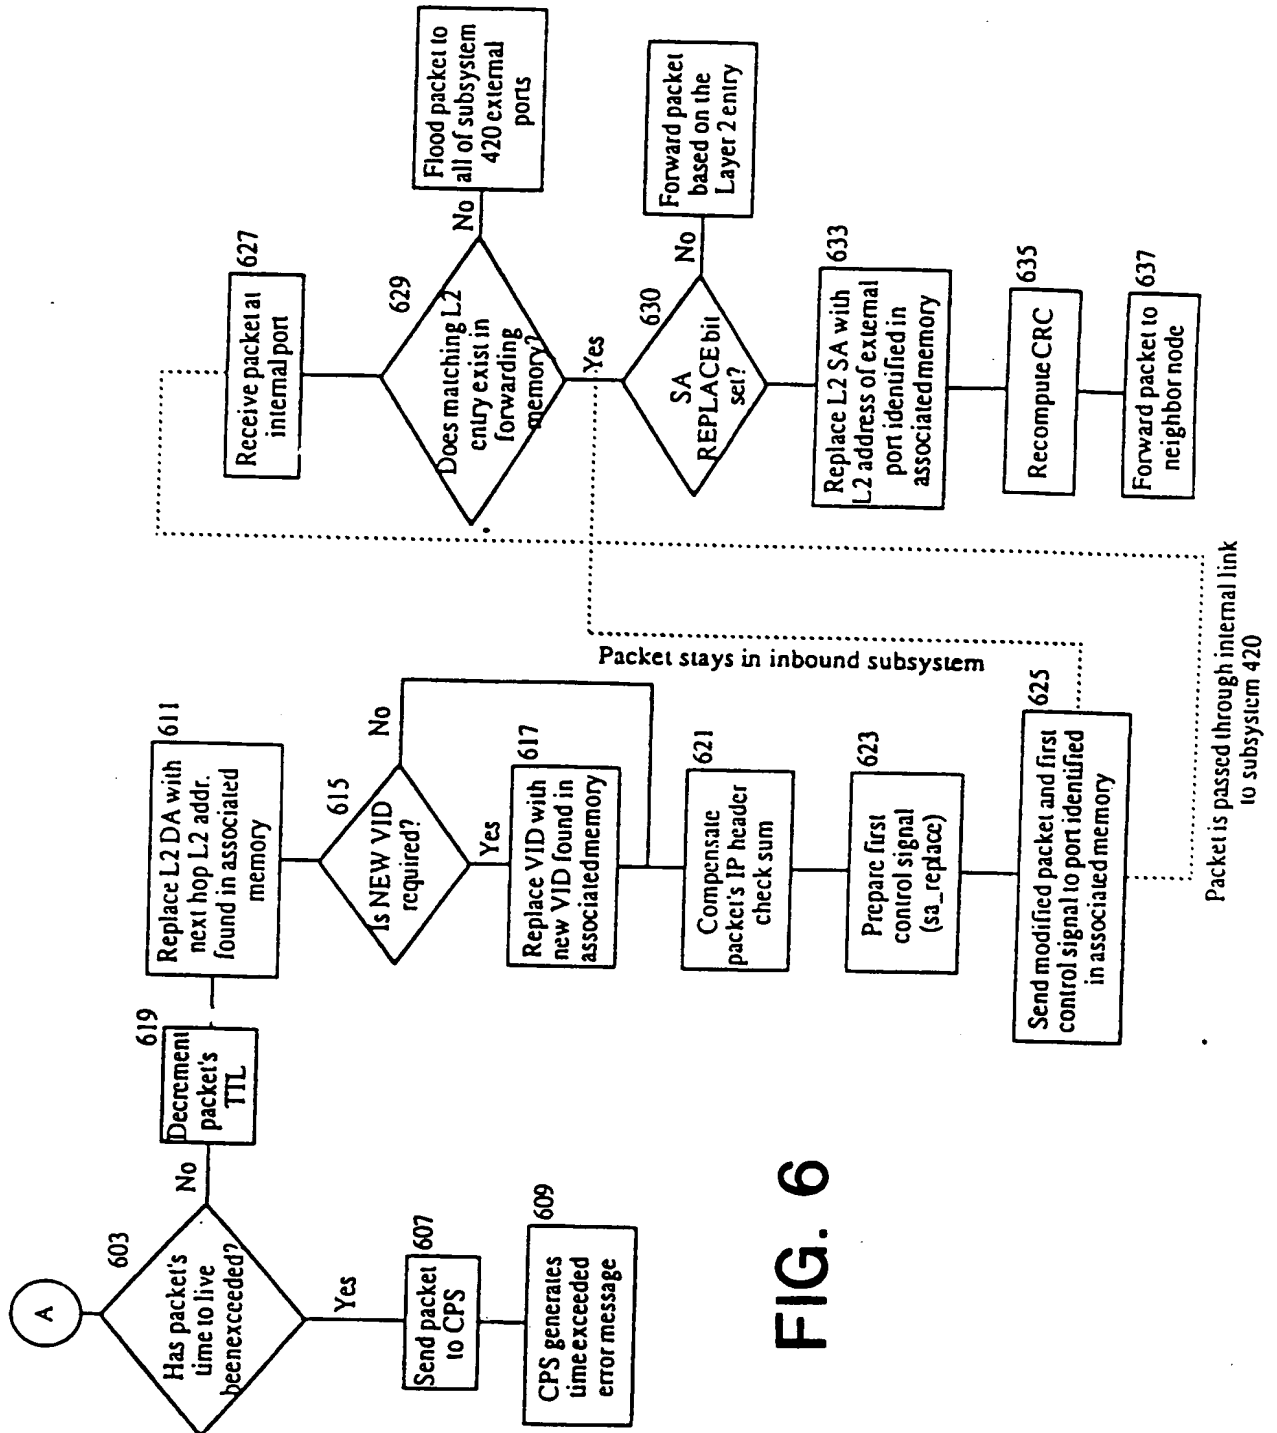 A
603
Has packet's
time to live
been exceeded?
No
Yes
607
Send packet
to CPS
609
CPS generates
time exceeded
error message
619
Decrement
packet's
TTL
611
Replace L2 DA with
next hop L2 addr.
found in associated
memory
615
Is NEW VID
required?
No
Yes
617
Replace VID with
new VID found in
associated memory
621
Compensate
packet's IP header
check sum
623
Prepare first
control signal
(sa_replace)
625
Send modified packet and first
control signal to port identified
in associated memory
Packet stays in inbound subsystem
Packet is passed through internal link
to subsystem 420
627
Receive packet at
internal port
629
Does matching L2
entry exist in
forwarding
memory?
No
Flood packet to
all of subsystem
420 external
ports
Yes
630
SA
REPLACE bit
set?
No
Forward packet
based on the
Layer 2 entry
633
Replace L2 SA with
L2 address of external
port identified in
associated memory
635
Recompute CRC
637
Forward packet to
neighbor node
FIG. 6